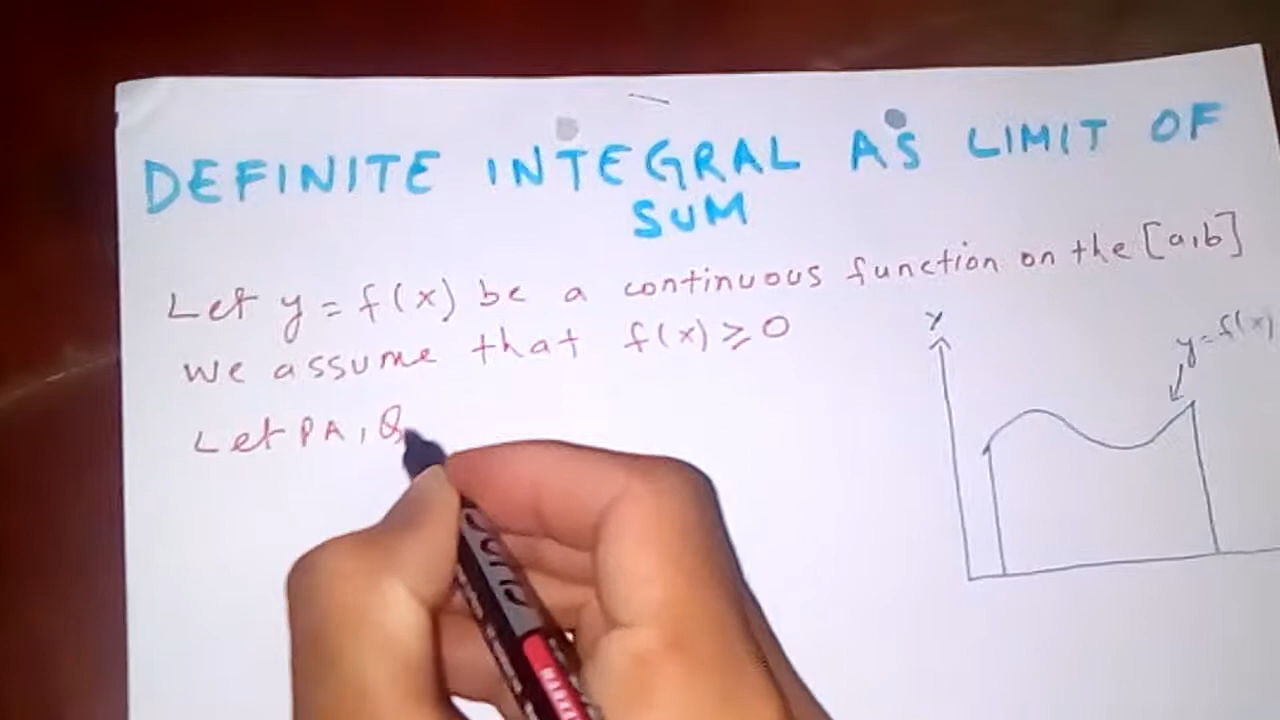 DEFINITE INTEGRAL AS LIMIT OF
SUM
Let y = f(x) be a continuous function on the [a,b]
We assume that f(x) ≥ 0
Let PA, Q
Y
y = f(x)